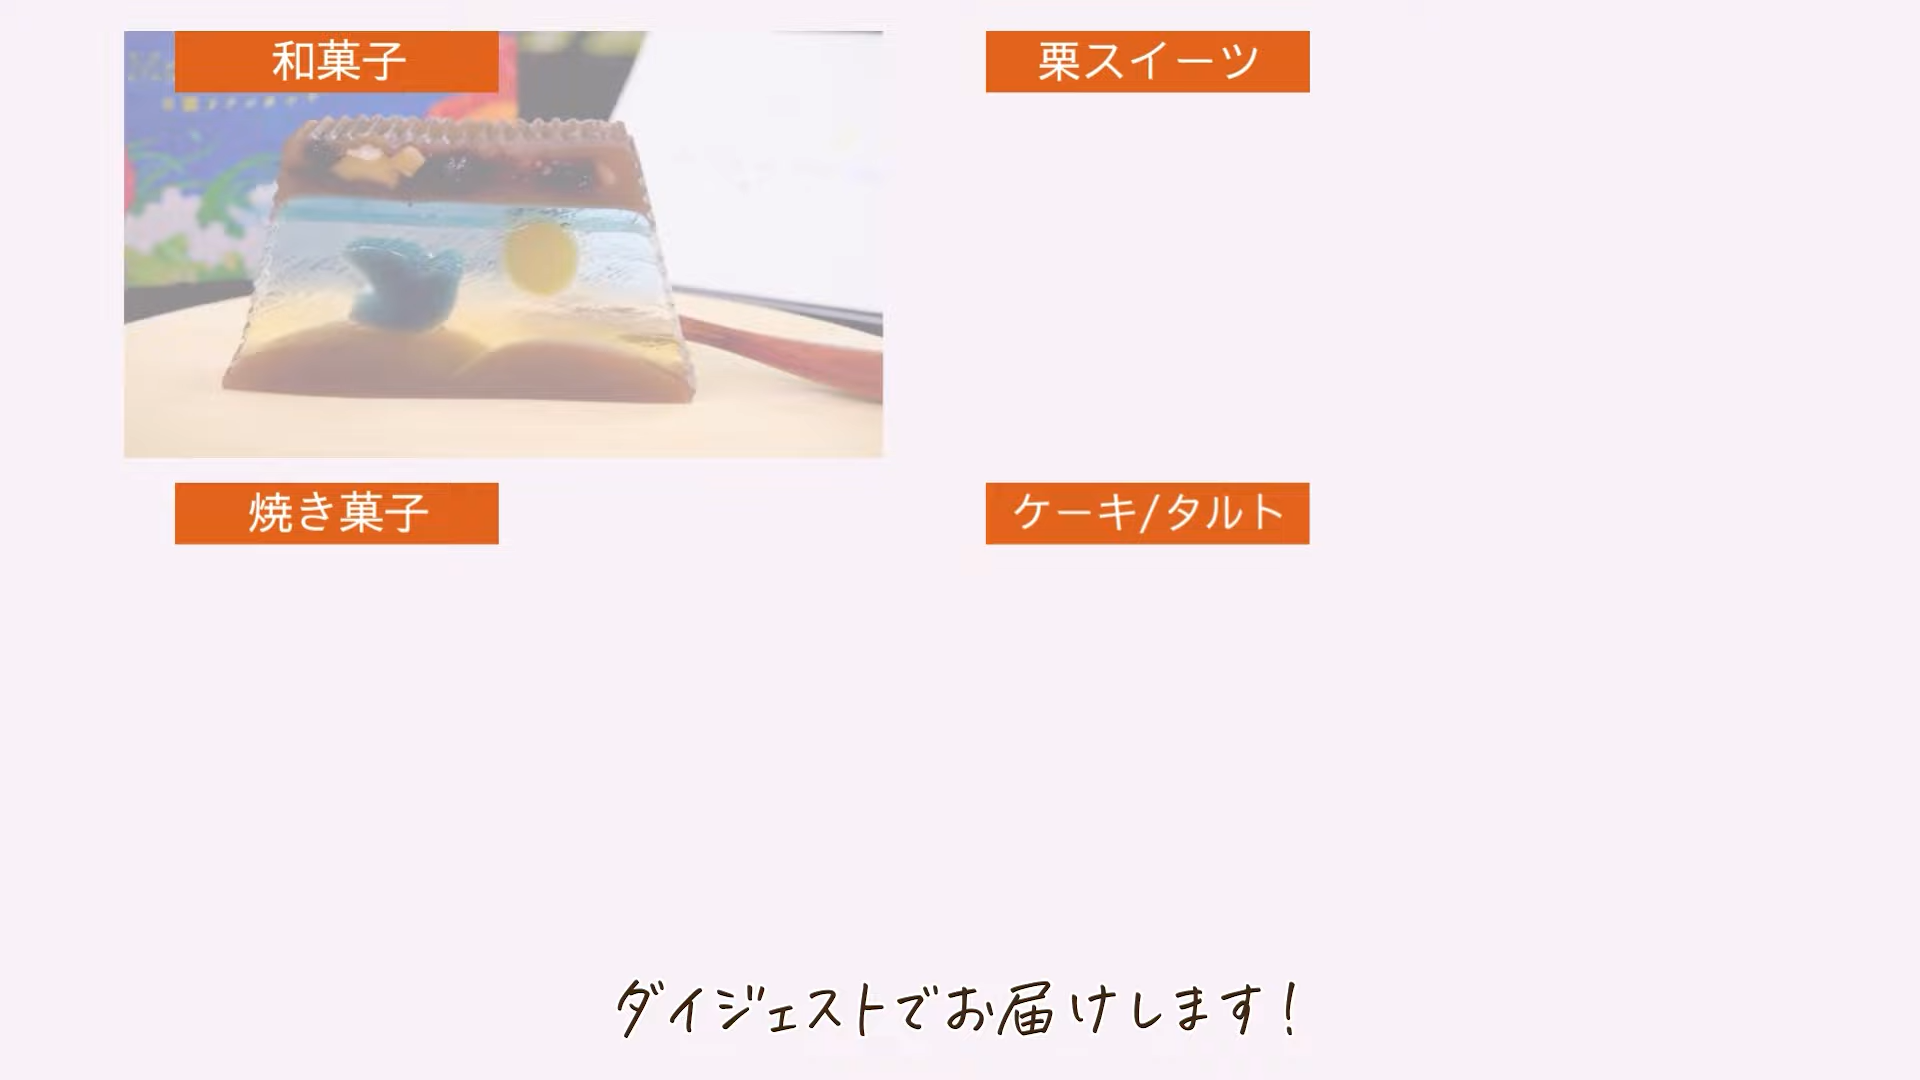 和菓子
栗スイーツ
焼き菓子
ケーキ/タルト
ダイジェストでお届けします!